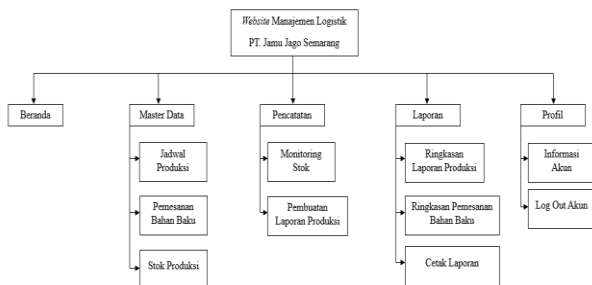 Website Manajemen Logistik
PT. Jamu Jago Semarang
Beranda
Master Data
Pencatatan
Laporan
Profil
Jadwal
Produksi
Monitoring
Stok
Ringkasan
Laporan Produksi
Informasi
Akun
Pemesanan
Bahan Baku
Pembuatan
Laporan Produksi
Ringkasan Pemesanan
Bahan Baku
Log Out Akun
Stok Produksi
Cetak Laporan